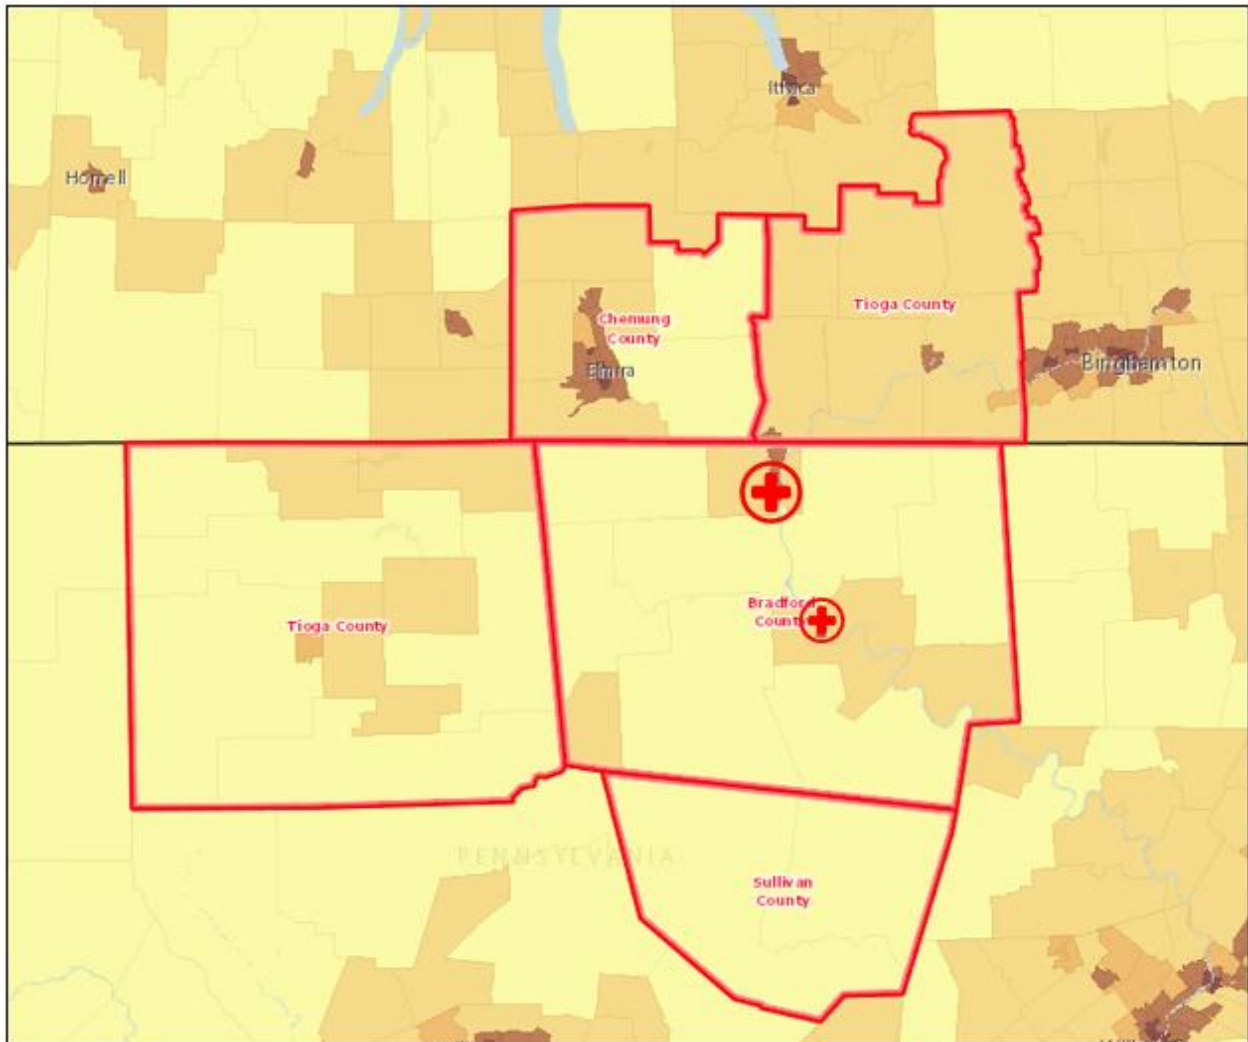 Ithaca
Hornell
Tioga County
Chemung
County
Elmira
Binghamton
Bradford
County
Tioga County
PENNSYLVANIA
Sullivan
County